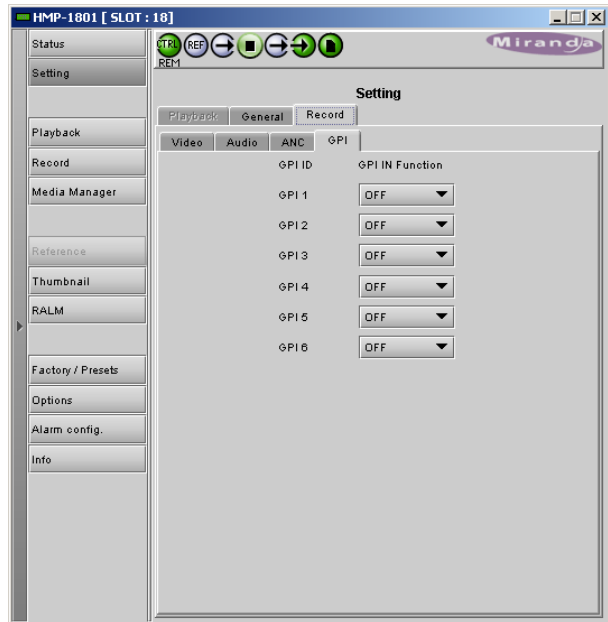 HMP-1801 [ SLOT : 18]
Status
Setting
Playback
Record
Media Manager
Reference
Thumbnail
RALM
Factory / Presets
Options
Alarm config.
Info
CTRL
REF
REM
Miranda
Setting
Playback General Record
Video Audio ANC GPI
GPI ID GPI IN Function
GPI 1 OFF
GPI 2 OFF
GPI 3 OFF
GPI 4 OFF
GPI 5 OFF
GPI 6 OFF